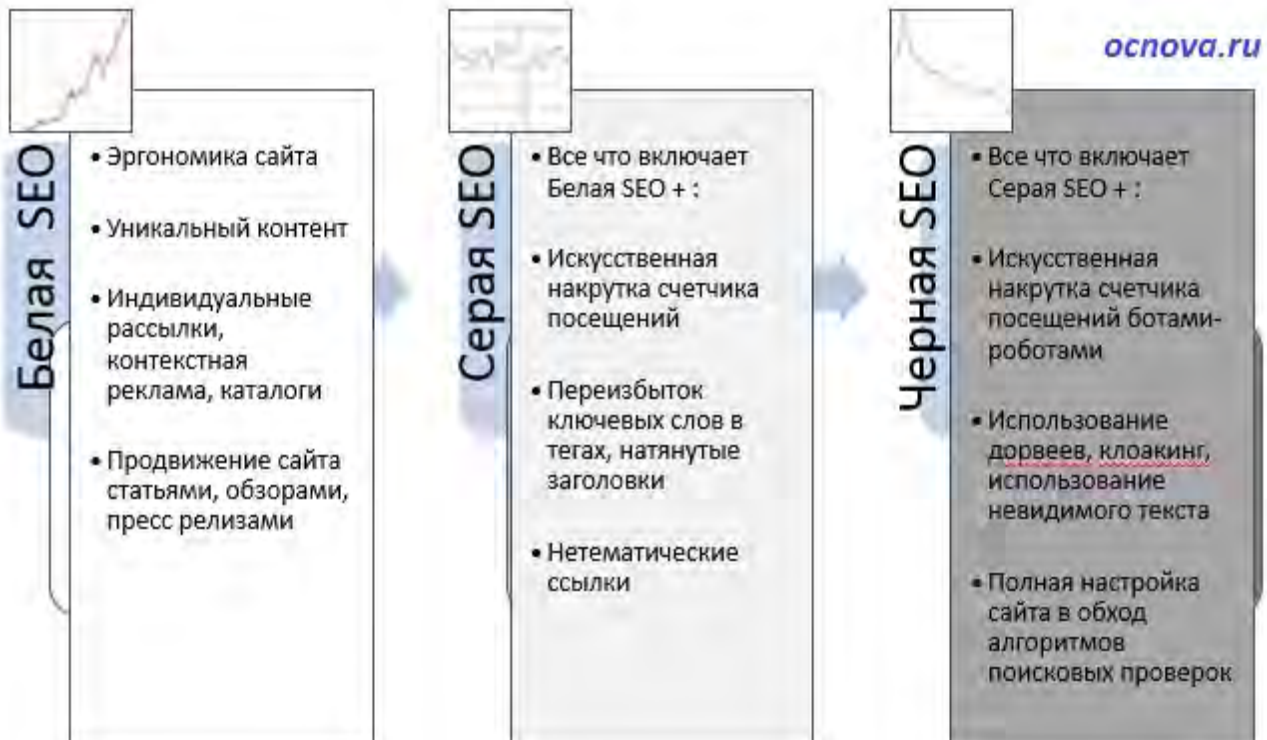 ocnova.ru
Белая SEO
• Эргономика сайта
• Уникальный контент
• Индивидуальные
рассылки,
контекстная
реклама, каталоги
• Продвижение сайта
статьями, обзорами,
пресс релизами
Серая SEO
• Все что включает
Белая SEO + :
• Искусственная
накрутка счетчика
посещений
• Переизбыток
ключевых слов в
тегах, натянутые
заголовки
• Нетематические
ссылки
Черная SEO
• Все что включает
Серая SEO + :
• Искусственная
накрутка счетчика
посещений ботами-
роботами
• Использование
дорвеев, клоакинг,
использование
невидимого текста
• Полная настройка
сайта в обход
алгоритмов
поисковых проверок